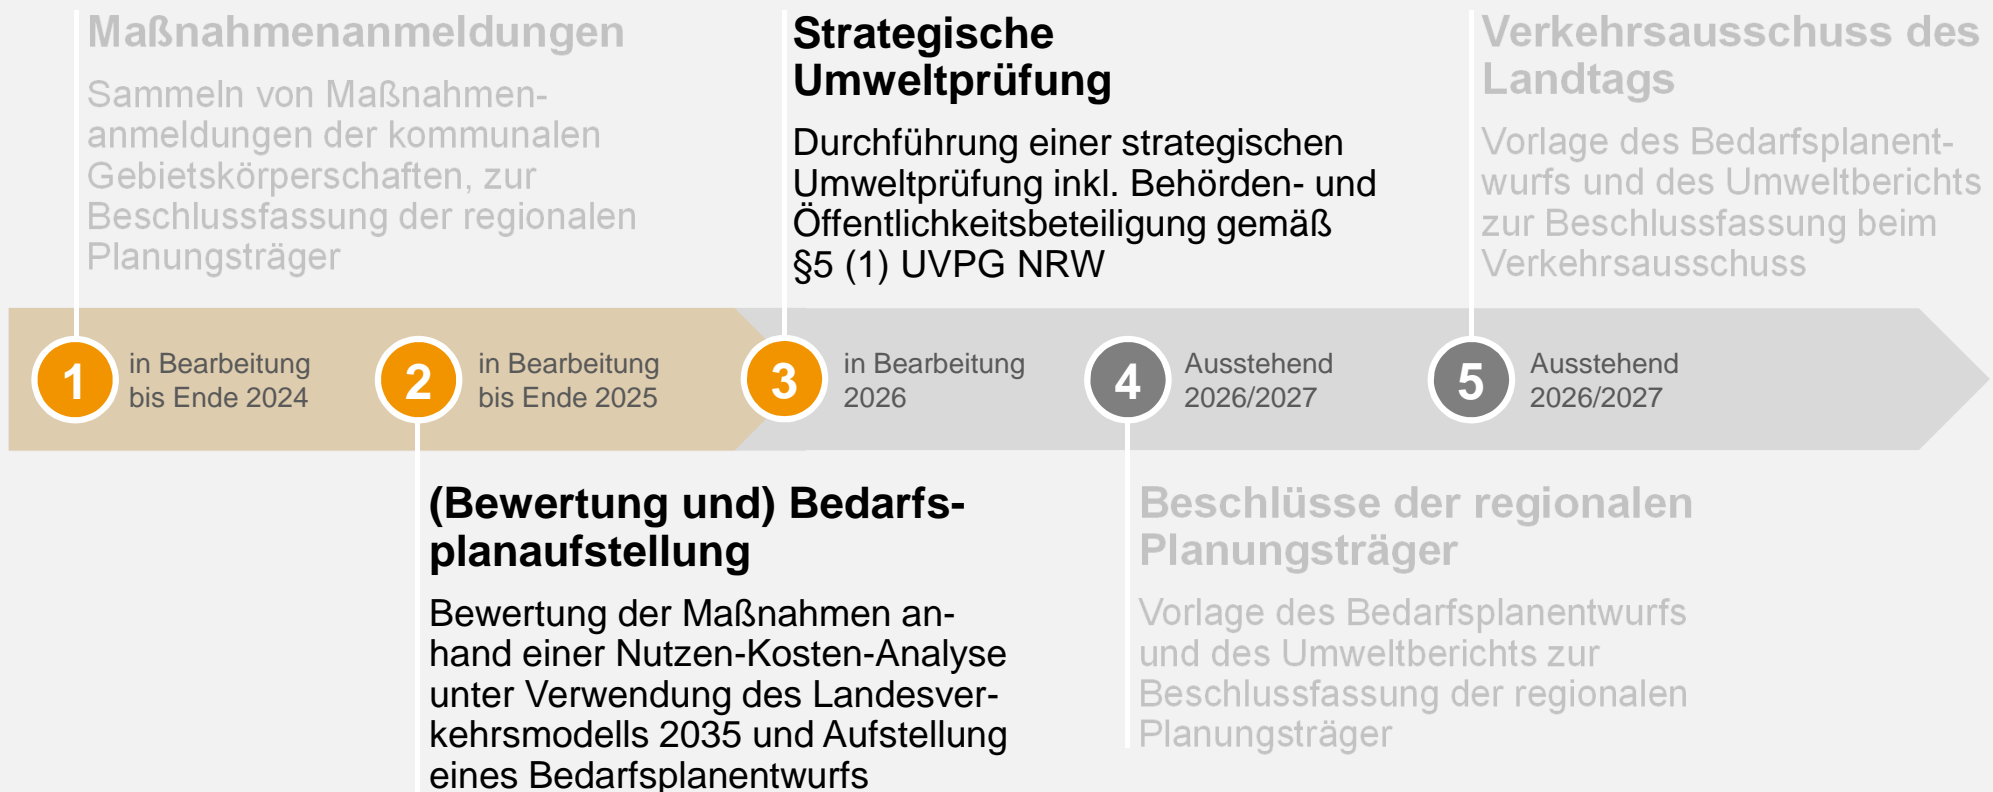 Maßnahmenanmeldungen
Sammeln von Maßnahmen-
anmeldungen der kommunalen
Gebietskörperschaften, zur
Beschlussfassung der regionalen
Planungsträger
Strategische
Umweltprüfung
Durchführung einer strategischen
Umweltprüfung inkl. Behörden- und
Öffentlichkeitsbeteiligung gemäß
§5 (1) UVPG NRW
Verkehrsausschuss des
Landtags
Vorlage des Bedarfsplanent-
wurfs und des Umweltberichts
zur Beschlussfassung beim
Verkehrsausschuss
1
in Bearbeitung
bis Ende 2024
2
in Bearbeitung
bis Ende 2025
3
in Bearbeitung
2026
4
Ausstehend
2026/2027
5
Ausstehend
2026/2027
(Bewertung und) Bedarfs-
planaufstellung
Bewertung der Maßnahmen an-
hand einer Nutzen-Kosten-Analyse
unter Verwendung des Landesver-
kehrsmodells 2035 und Aufstellung
eines Bedarfsplanentwurfs
Beschlüsse der regionalen
Planungsträger
Vorlage des Bedarfsplanentwurfs
und des Umweltberichts zur
Beschlussfassung der regionalen
Planungsträger